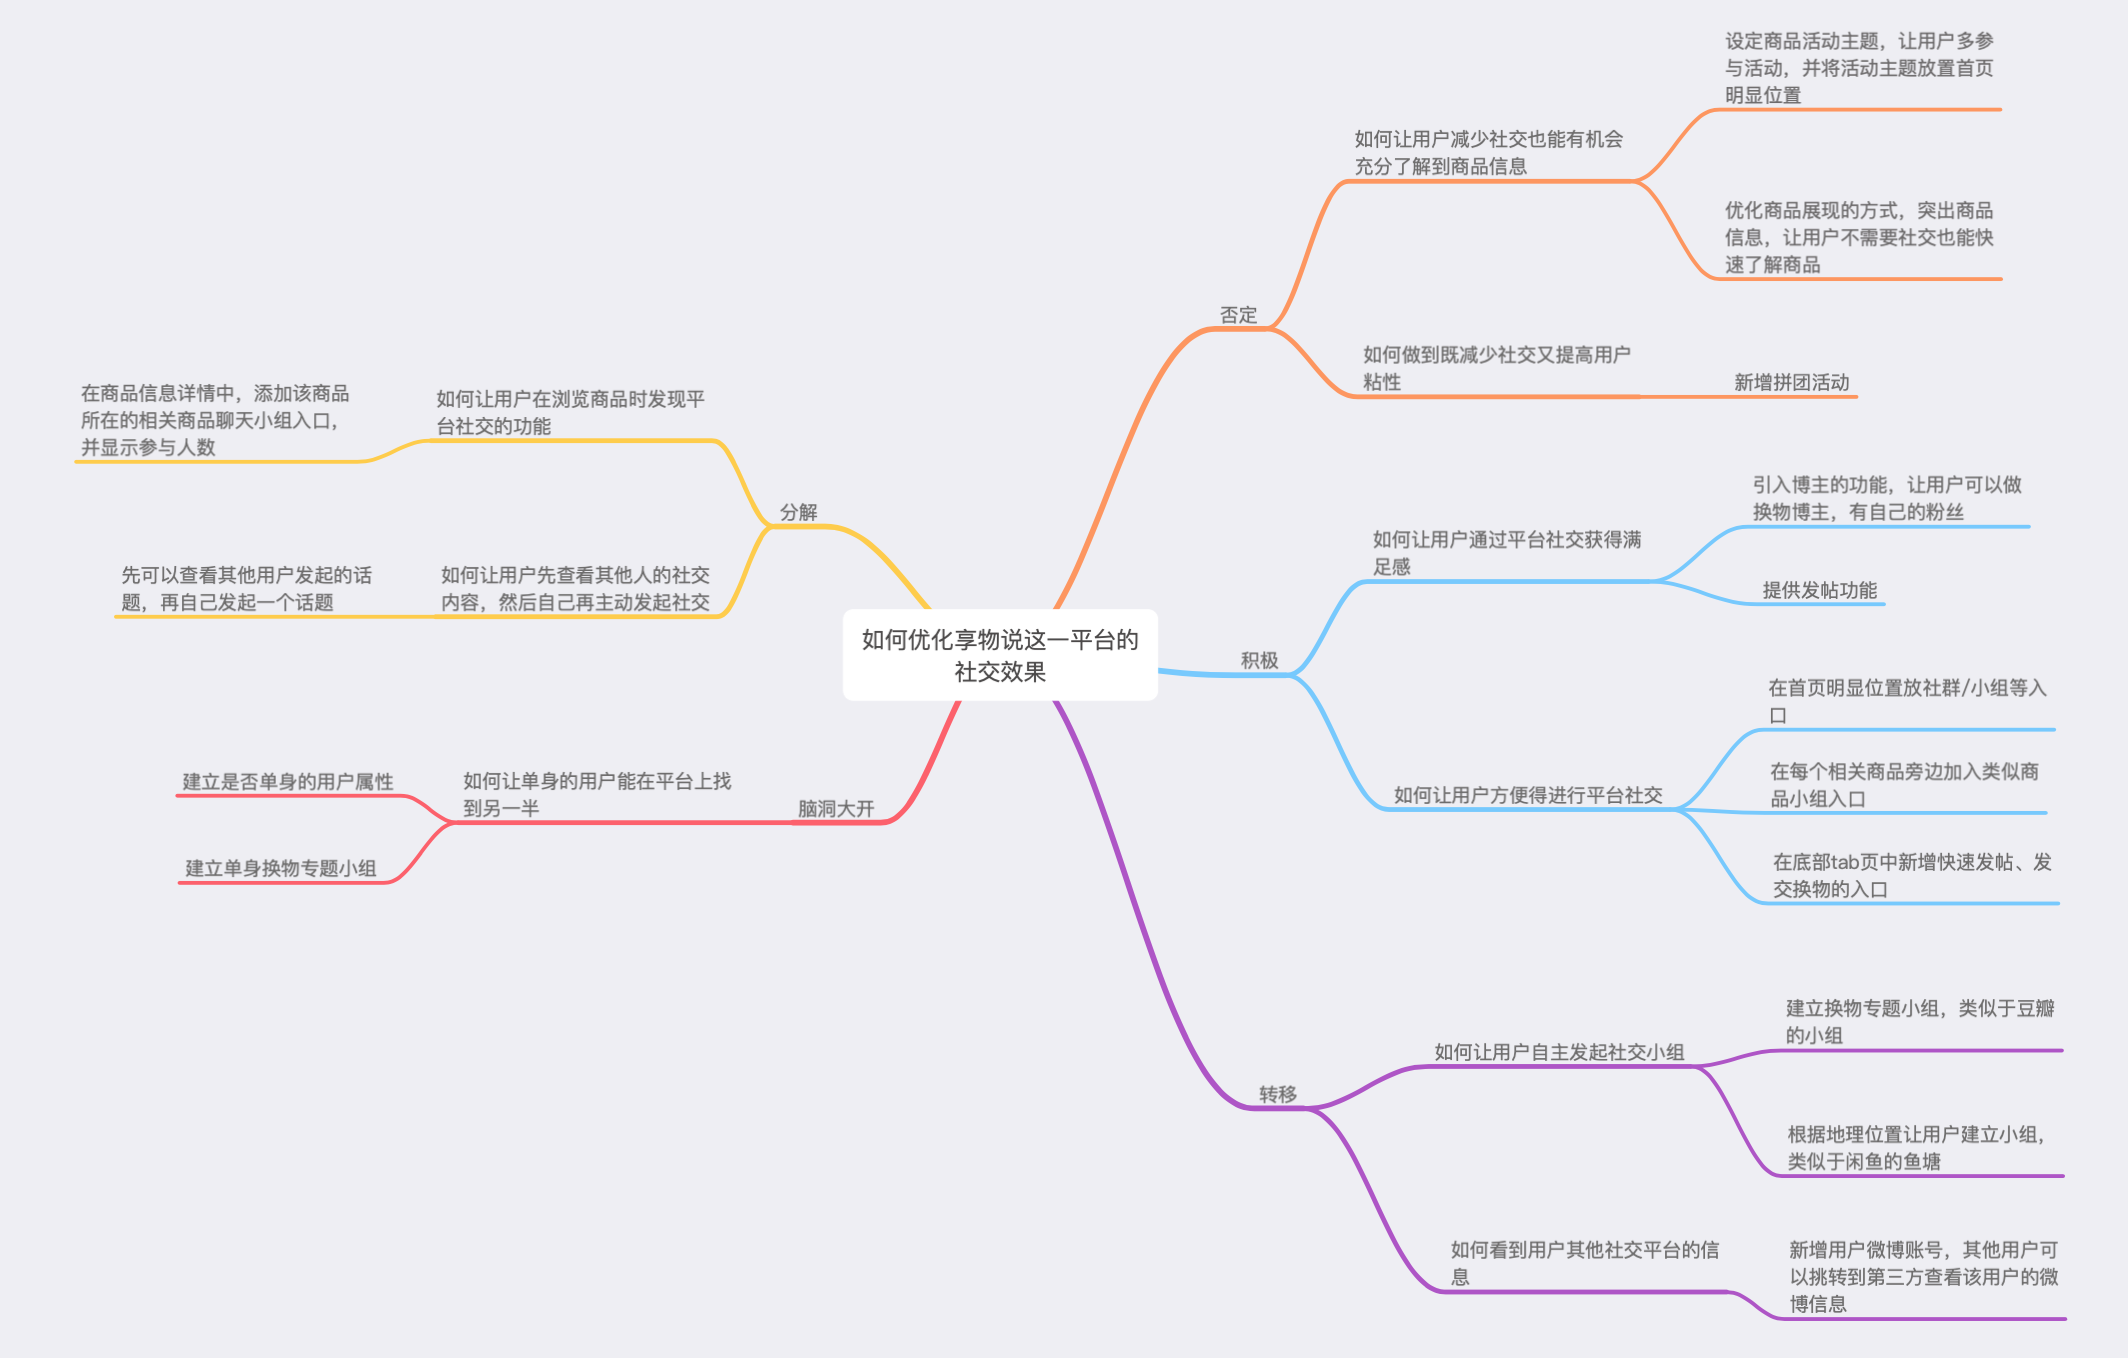 如何优化享物说这一平台的
社交效果
否定
如何让用户减少社交也能有机会
充分了解到商品信息
设定商品活动主题，让用户多参
与活动，并将活动主题放置首页
明显位置
优化商品展现的方式，突出商品
信息，让用户不需要社交也能快
速了解商品
如何做到既减少社交又提高用户
粘性
新增拼团活动
积极
如何让用户通过平台社交获得满
足感
引入博主的功能，让用户可以做
换物博主，有自己的粉丝
提供发帖功能
如何让用户方便得进行平台社交
在首页明显位置放社群/小组等入
口
在每个相关商品旁边加入类似商
品小组入口
在底部tab页中新增快速发帖、发
交换物的入口
转移
如何让用户自主发起社交小组
建立换物专题小组，类似于豆瓣
的小组
根据地理位置让用户建立小组，
类似于闲鱼的鱼塘
如何看到用户其他社交平台的信
息
新增用户微博账号，其他用户可
以挑转到第三方查看该用户的微
博信息
分解
如何让用户在浏览商品时发现平
台社交的功能
在商品信息详情中，添加该商品
所在的相关商品聊天小组入口，
并显示参与人数
如何让用户先查看其他人的社交
内容，然后自己再主动发起社交
先可以查看其他用户发起的话
题，再自己发起一个话题
脑洞大开
如何让单身的用户能在平台上找
到另一半
建立是否单身的用户属性
建立单身换物专题小组